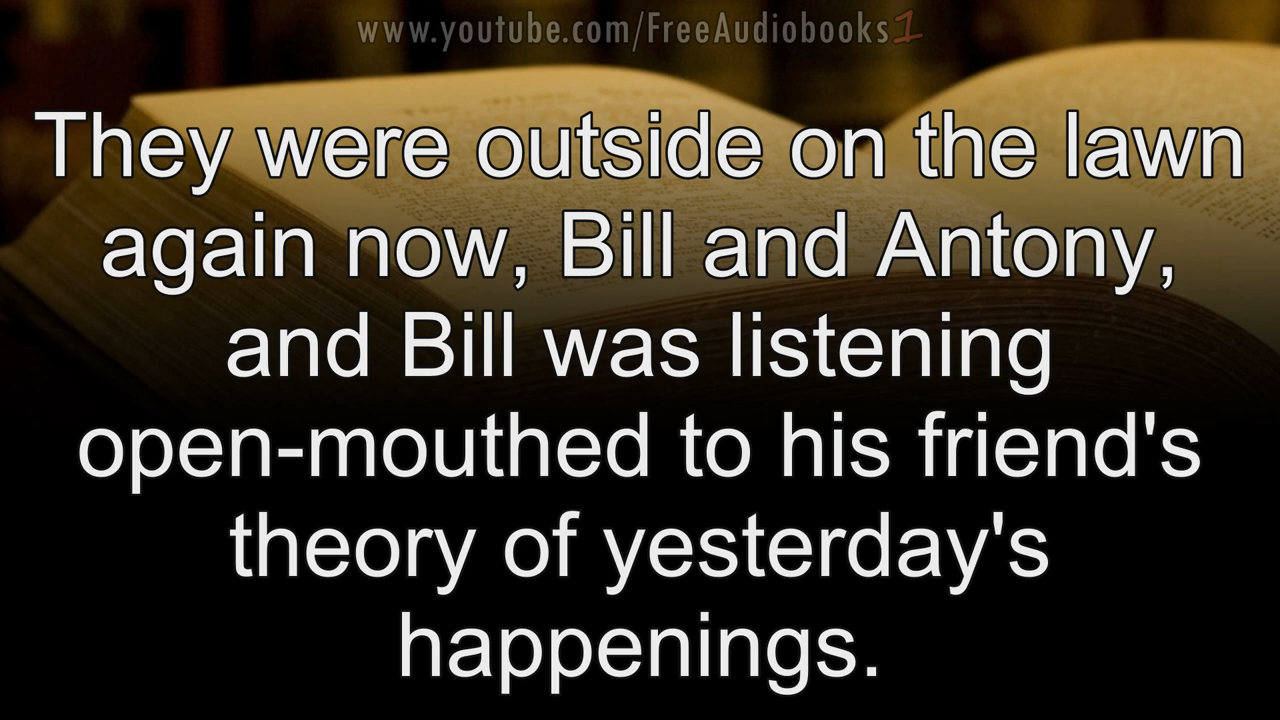 www.youtube.com/FreeAudiobooks1
They were outside on the lawn
again now, Bill and Antony,
and Bill was listening
open-mouthed to his friend's
theory of yesterday's
happenings.